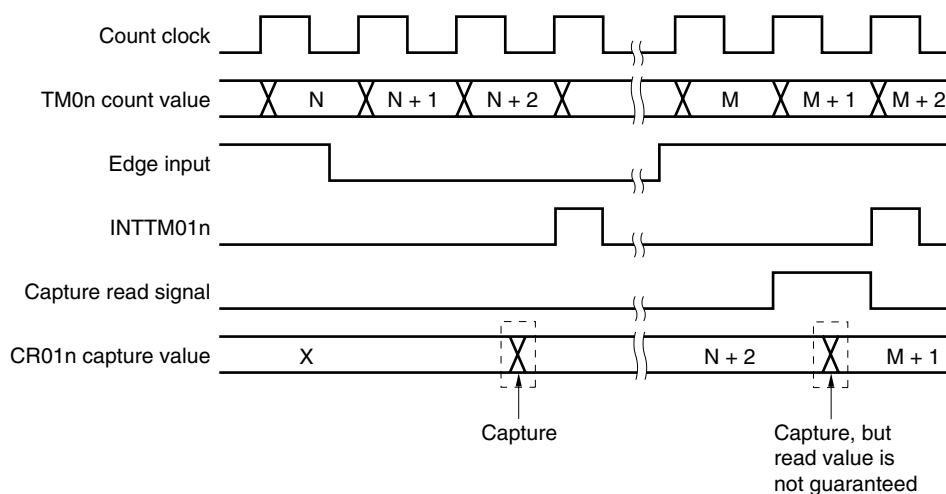 Count clock
TM0n count value
N
N + 1
N + 2
M
M + 1
M + 2
Edge input
INTTM01n
Capture read signal
CR01n capture value
X
N + 2
M + 1
Capture
Capture, but
read value is
not guaranteed